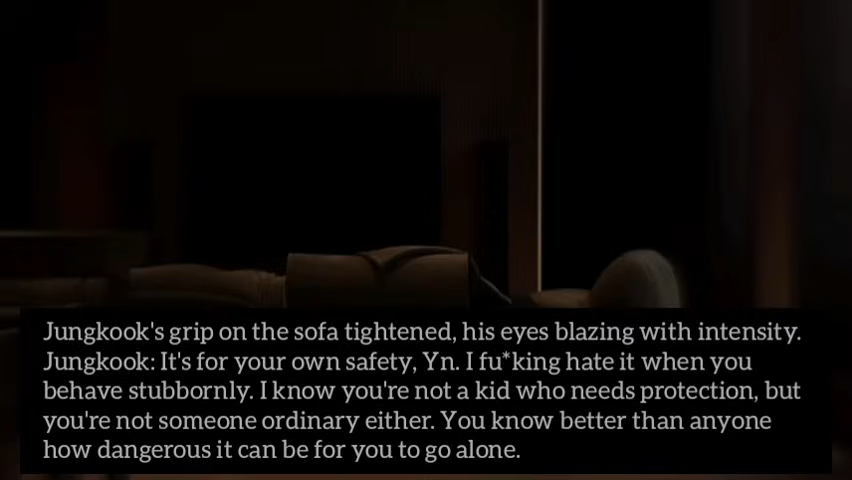 Jungkook's grip on the sofa tightened, his eyes blazing with intensity.
Jungkook: It's for your own safety, Yn. I fu*king hate it when you
behave stubbornly. I know you're not a kid who needs protection, but
you're not someone ordinary either. You know better than anyone
how dangerous it can be for you to go alone.